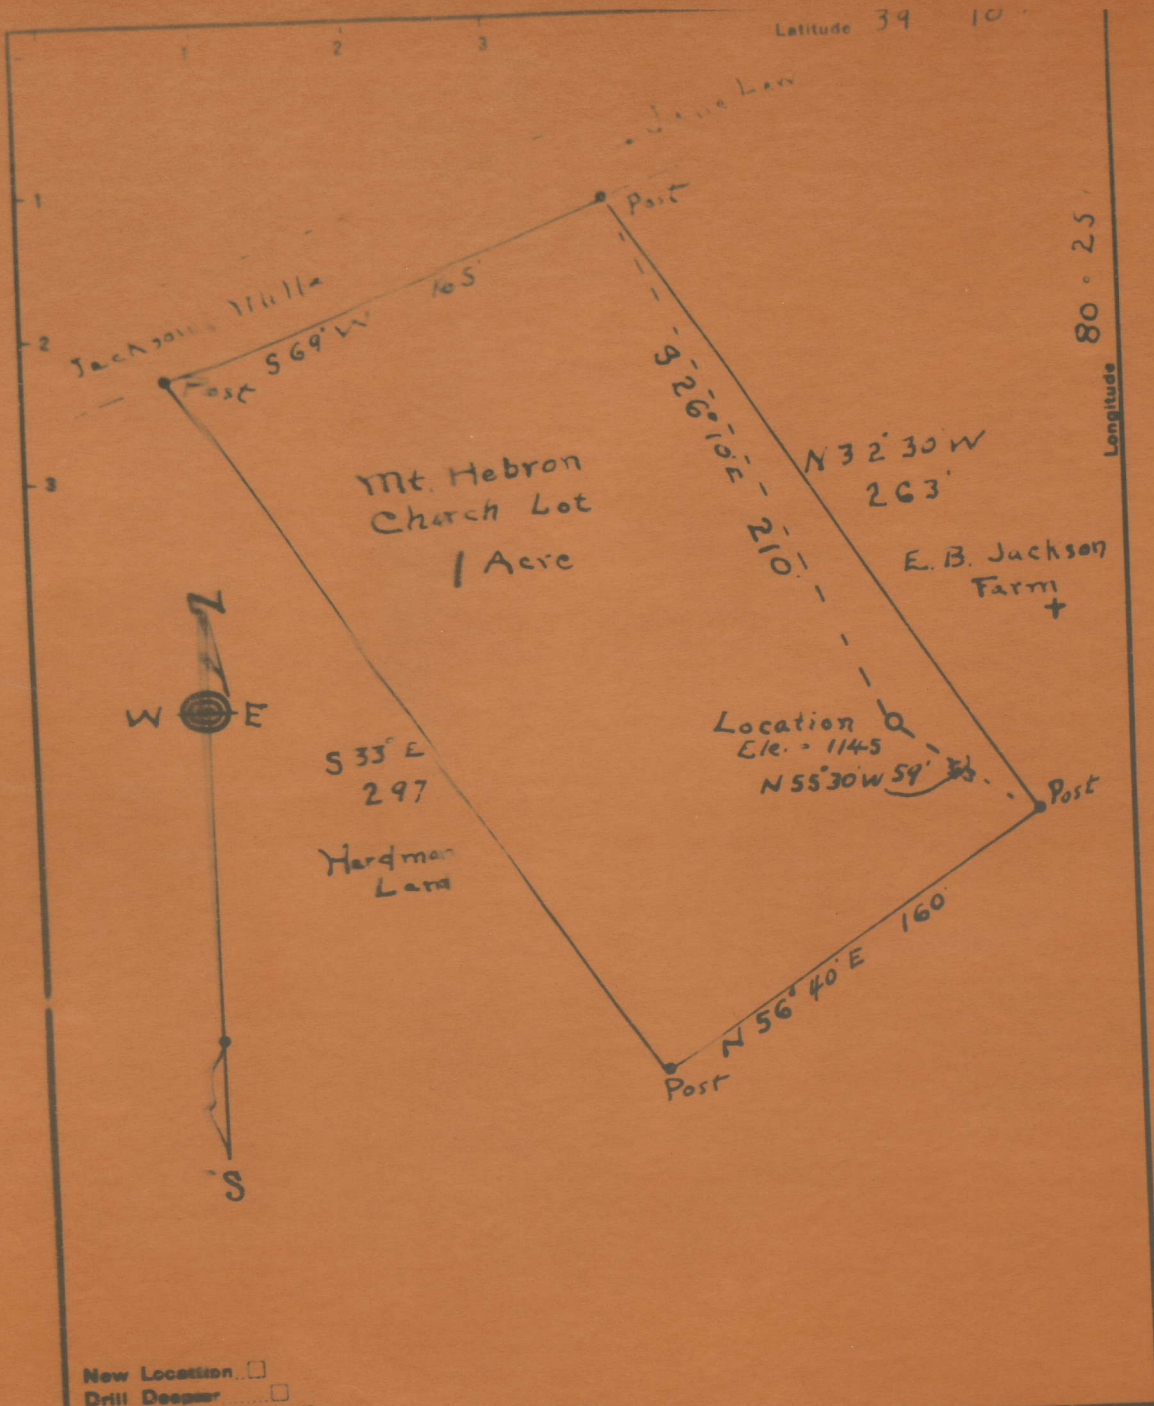 Latitude 39 10
1 2 3
1
2
3
Longitude 80 ° 25'
Lew
Post
Jacksons Mills
S 69° W 165'
Post
S 26° 10' E 210'
N 32° 30' W
263'
Mt. Hebron
Church Lot
1 Acre
E. B. Jackson
Farm
+
N
W E
S
Location
Ele. = 1145
N 55° 30' W 59'
Post
S 33° E
297
Hardman
Land
N 56° 40' E 160'
Post
New Location
Drill Deeper